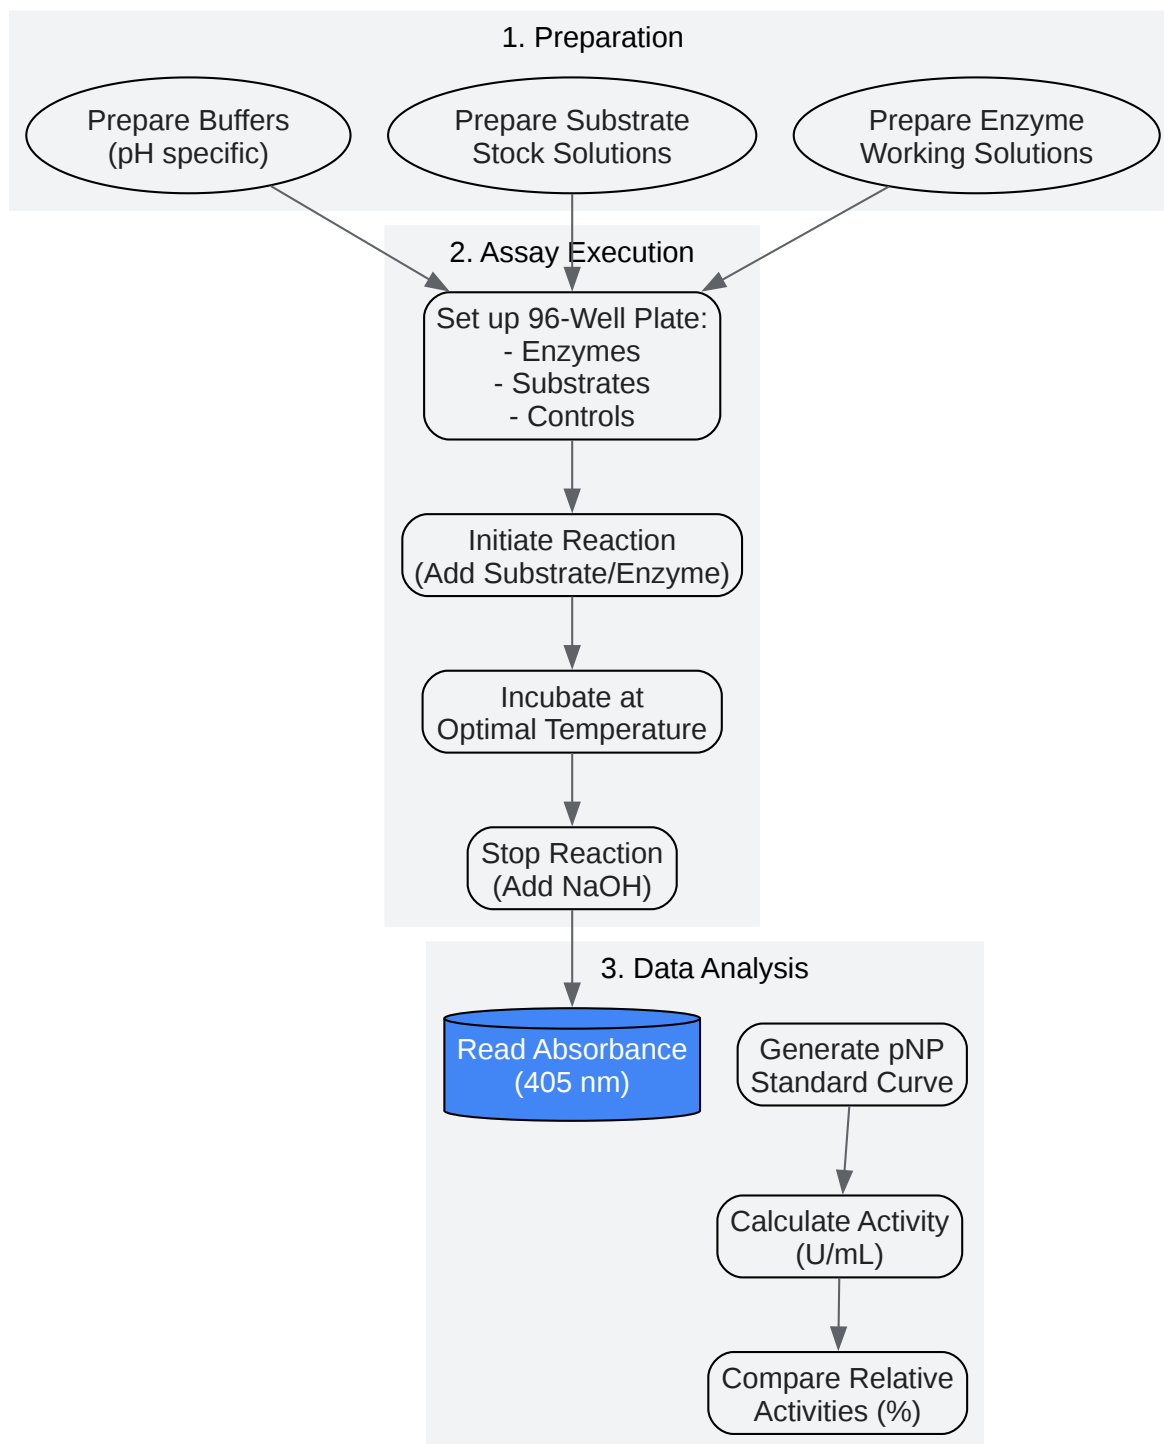 1. Preparation
Prepare Buffers
(pH specific)
Prepare Substrate
Stock Solutions
Prepare Enzyme
Working Solutions
2. Assay Execution
Set up 96-Well Plate:
- Enzymes
- Substrates
- Controls
Initiate Reaction
(Add Substrate/Enzyme)
Incubate at
Optimal Temperature
Stop Reaction
(Add NaOH)
3. Data Analysis
Read Absorbance
(405 nm)
Generate pNP
Standard Curve
Calculate Activity
(U/mL)
Compare Relative
Activities (%)